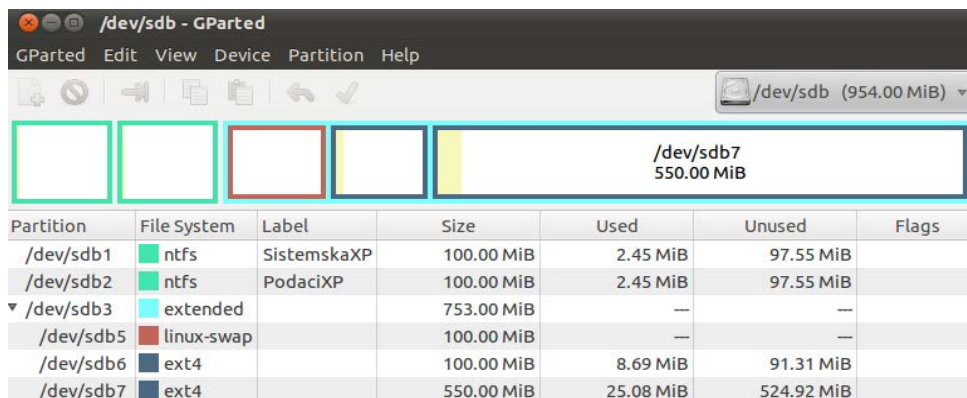 /dev/sdb - GParted
GParted Edit View Device Partition Help
/dev/sdb (954.00 MiB)
/dev/sdb7
550.00 MiB
Partition File System Label Size Used Unused Flags
/dev/sdb1 ntfs SistemskaXP 100.00 MiB 2.45 MiB 97.55 MiB
/dev/sdb2 ntfs PodaciXP 100.00 MiB 2.45 MiB 97.55 MiB
/dev/sdb3 extended 753.00 MiB --- ---
/dev/sdb5 linux-swap 100.00 MiB --- ---
/dev/sdb6 ext4 100.00 MiB 8.69 MiB 91.31 MiB
/dev/sdb7 ext4 550.00 MiB 25.08 MiB 524.92 MiB